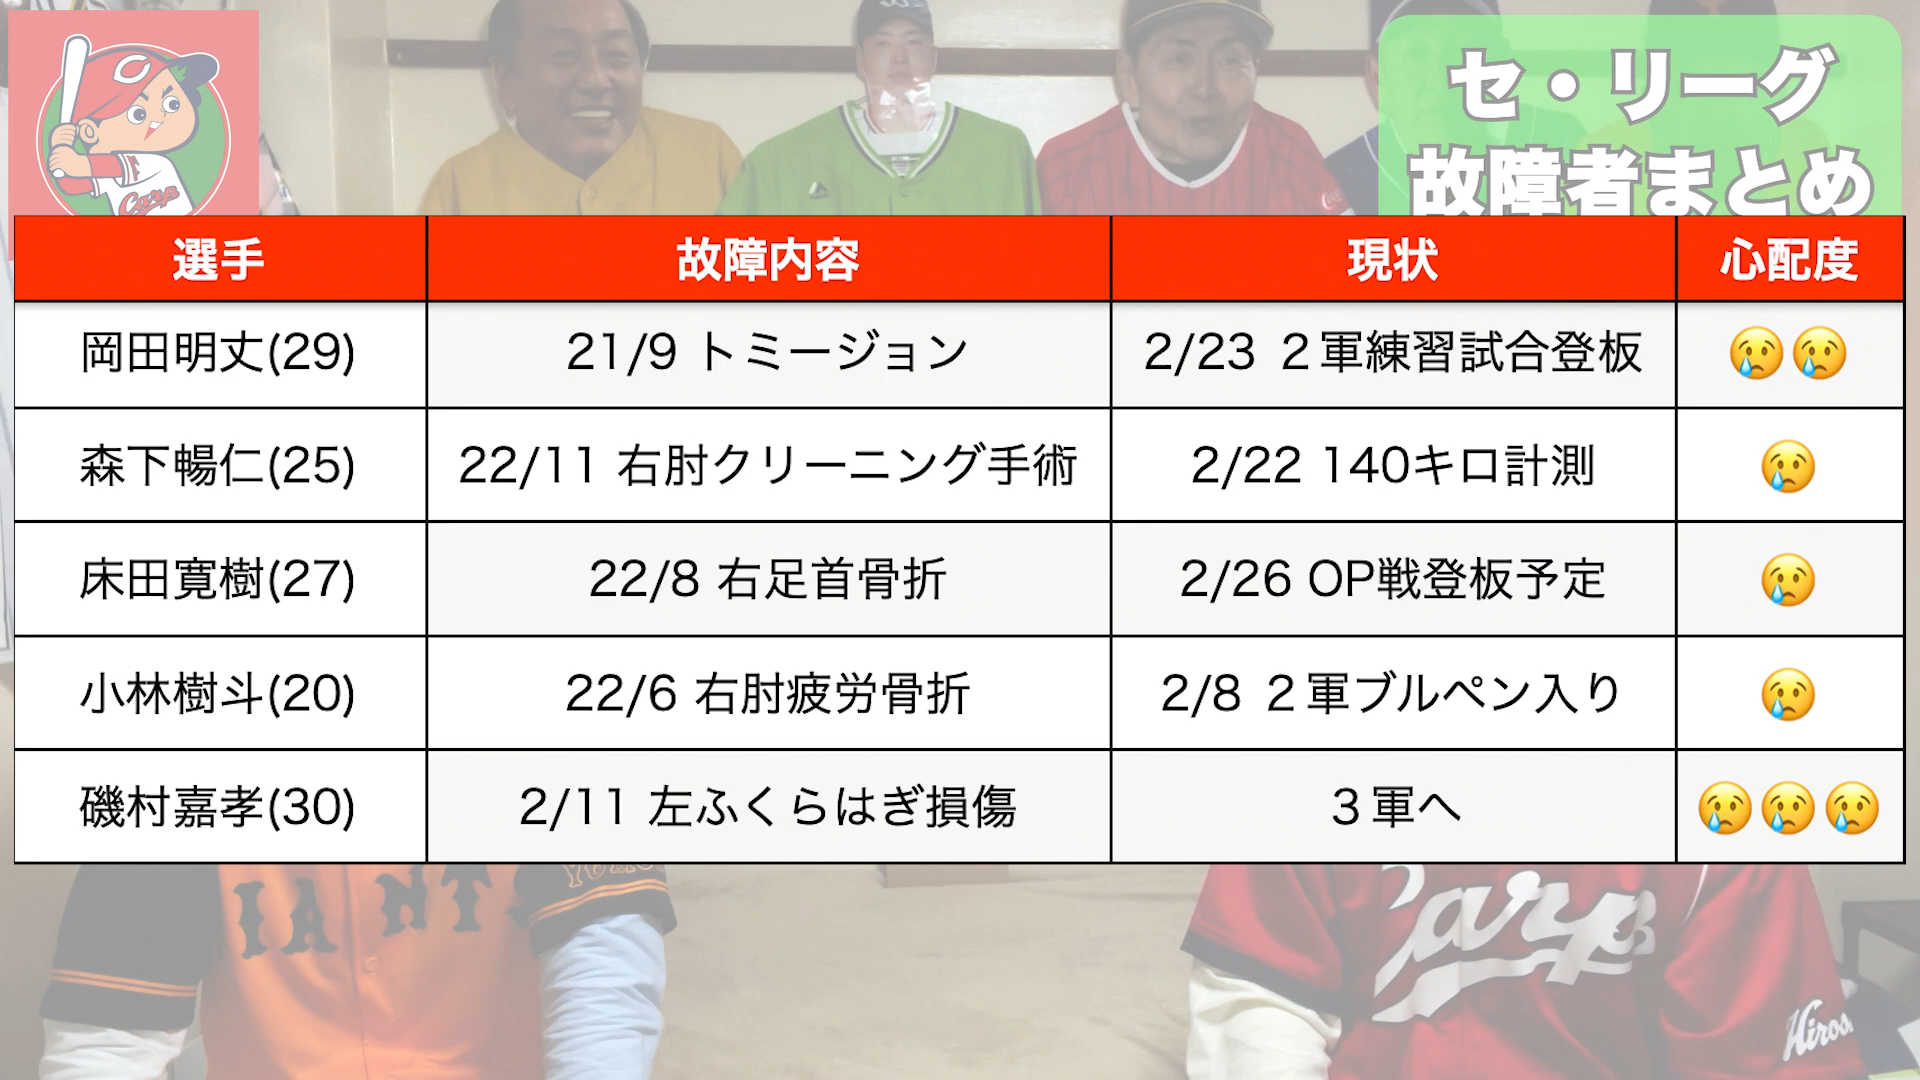 セ・リーグ
故障者まとめ
Carp
選手 故障内容 現状 心配度
岡田明丈(29) 21/9 トミージョン 2/23 ２軍練習試合登板 😢😢
森下暢仁(25) 22/11 右肘クリーニング手術 2/22 140キロ計測 😢
床田寛樹(27) 22/8 右足首骨折 2/26 OP戦登板予定 😢
小林樹斗(20) 22/6 右肘疲労骨折 2/8 ２軍ブルペン入り 😢
磯村嘉孝(30) 2/11 左ふくらはぎ損傷 ３軍へ 😢😢😢
IANTS
Carp